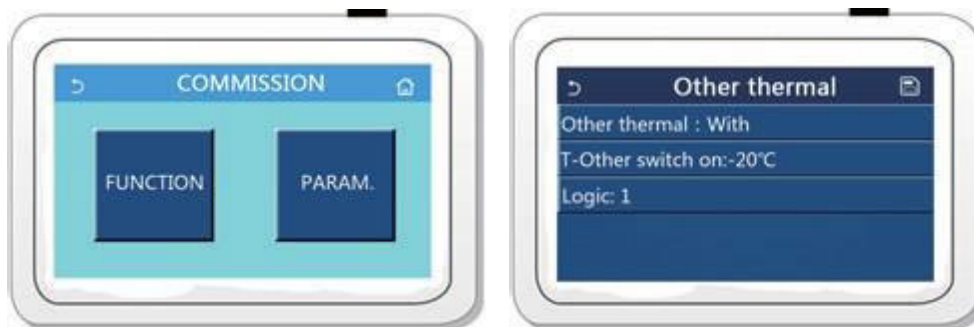 COMMISSION
FUNCTION
PARAM.
Other thermal
Other thermal : With
T-Other switch on:-20℃
Logic: 1